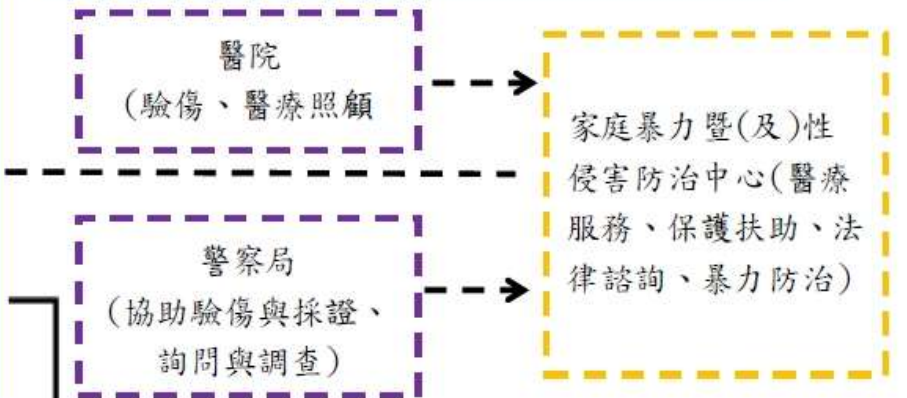 醫院
(驗傷、醫療照顧
家庭暴力暨(及)性
侵害防治中心(醫療
服務、保護扶助、法
律諮詢、暴力防治)
警察局
(協助驗傷與採證、
詢問與調查)